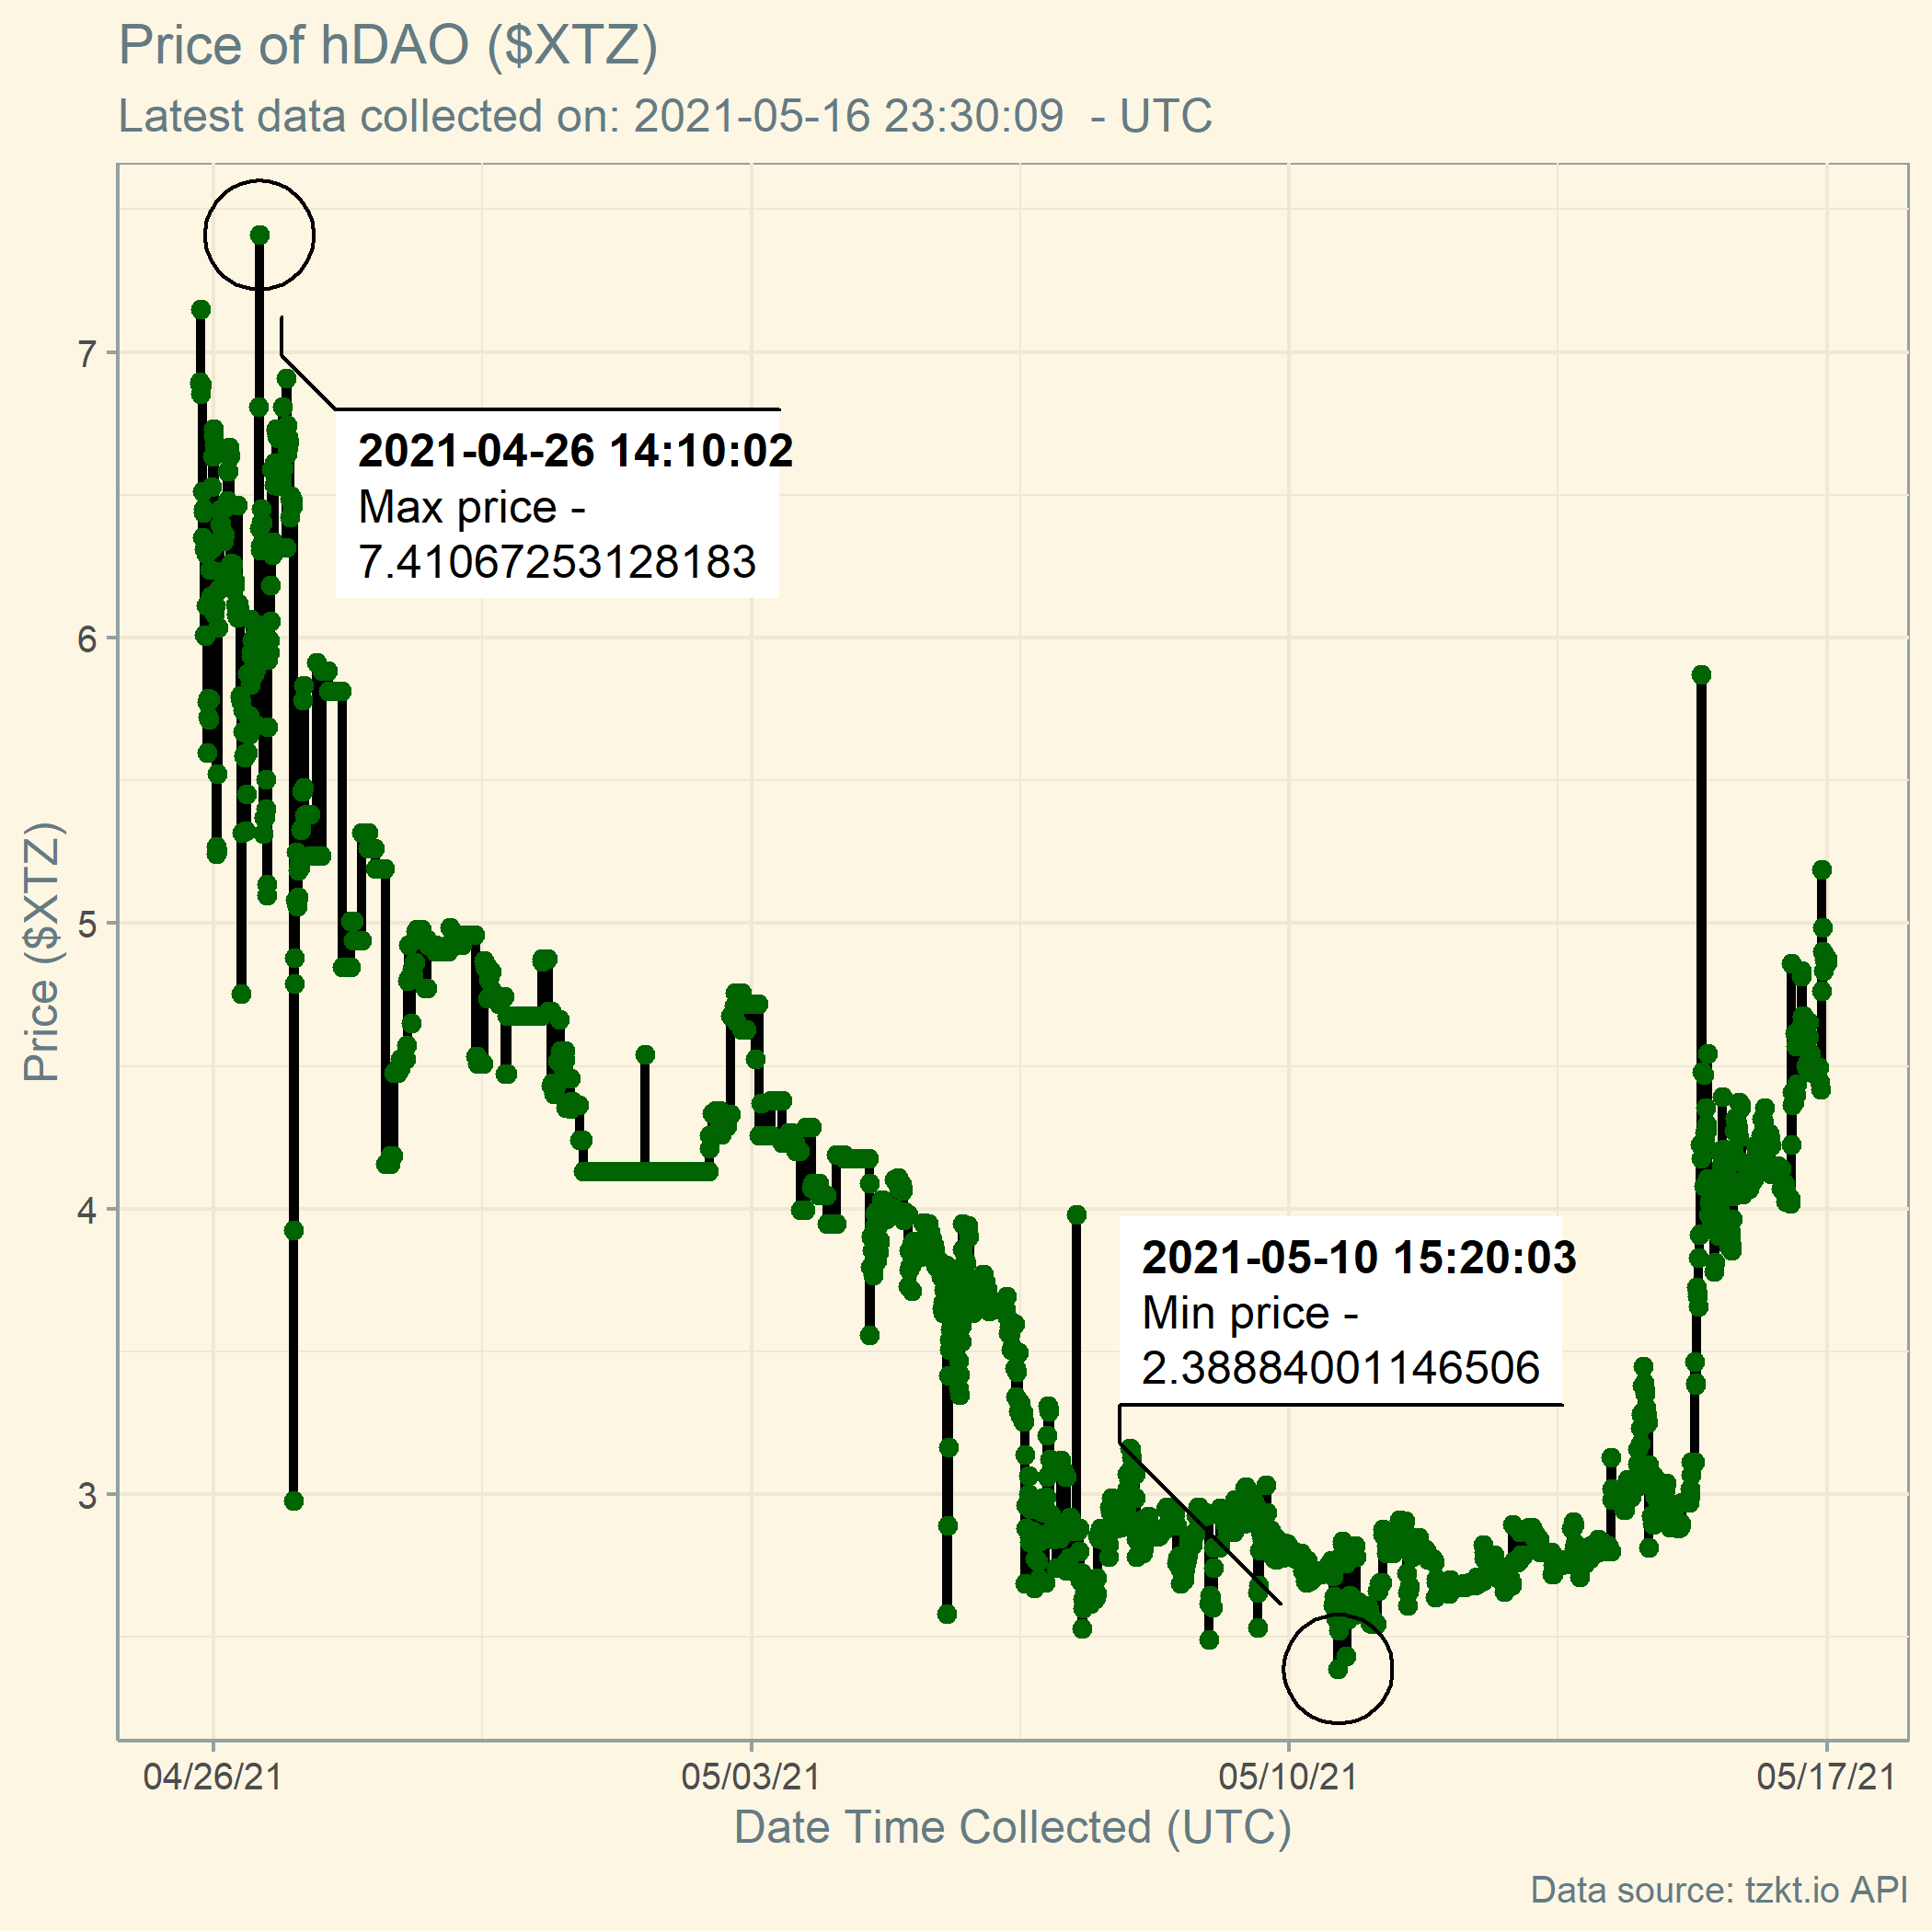 Price of hDAO ($XTZ)
Latest data collected on: 2021-05-16 23:30:09  - UTC
2021-04-26 14:10:02
Max price -
7.41067253128183
2021-05-10 15:20:03
Min price -
2.38884001146506
Price ($XTZ)
7
6
5
4
3
04/26/21
05/03/21
05/10/21
05/17/21
Date Time Collected (UTC)
Data source: tzkt.io API